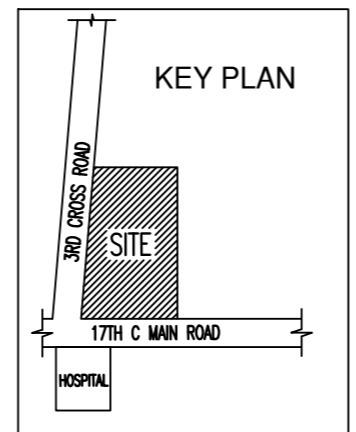 KEY PLAN
3RD CROSS ROAD
SITE
17TH C MAIN ROAD
HOSPITAL